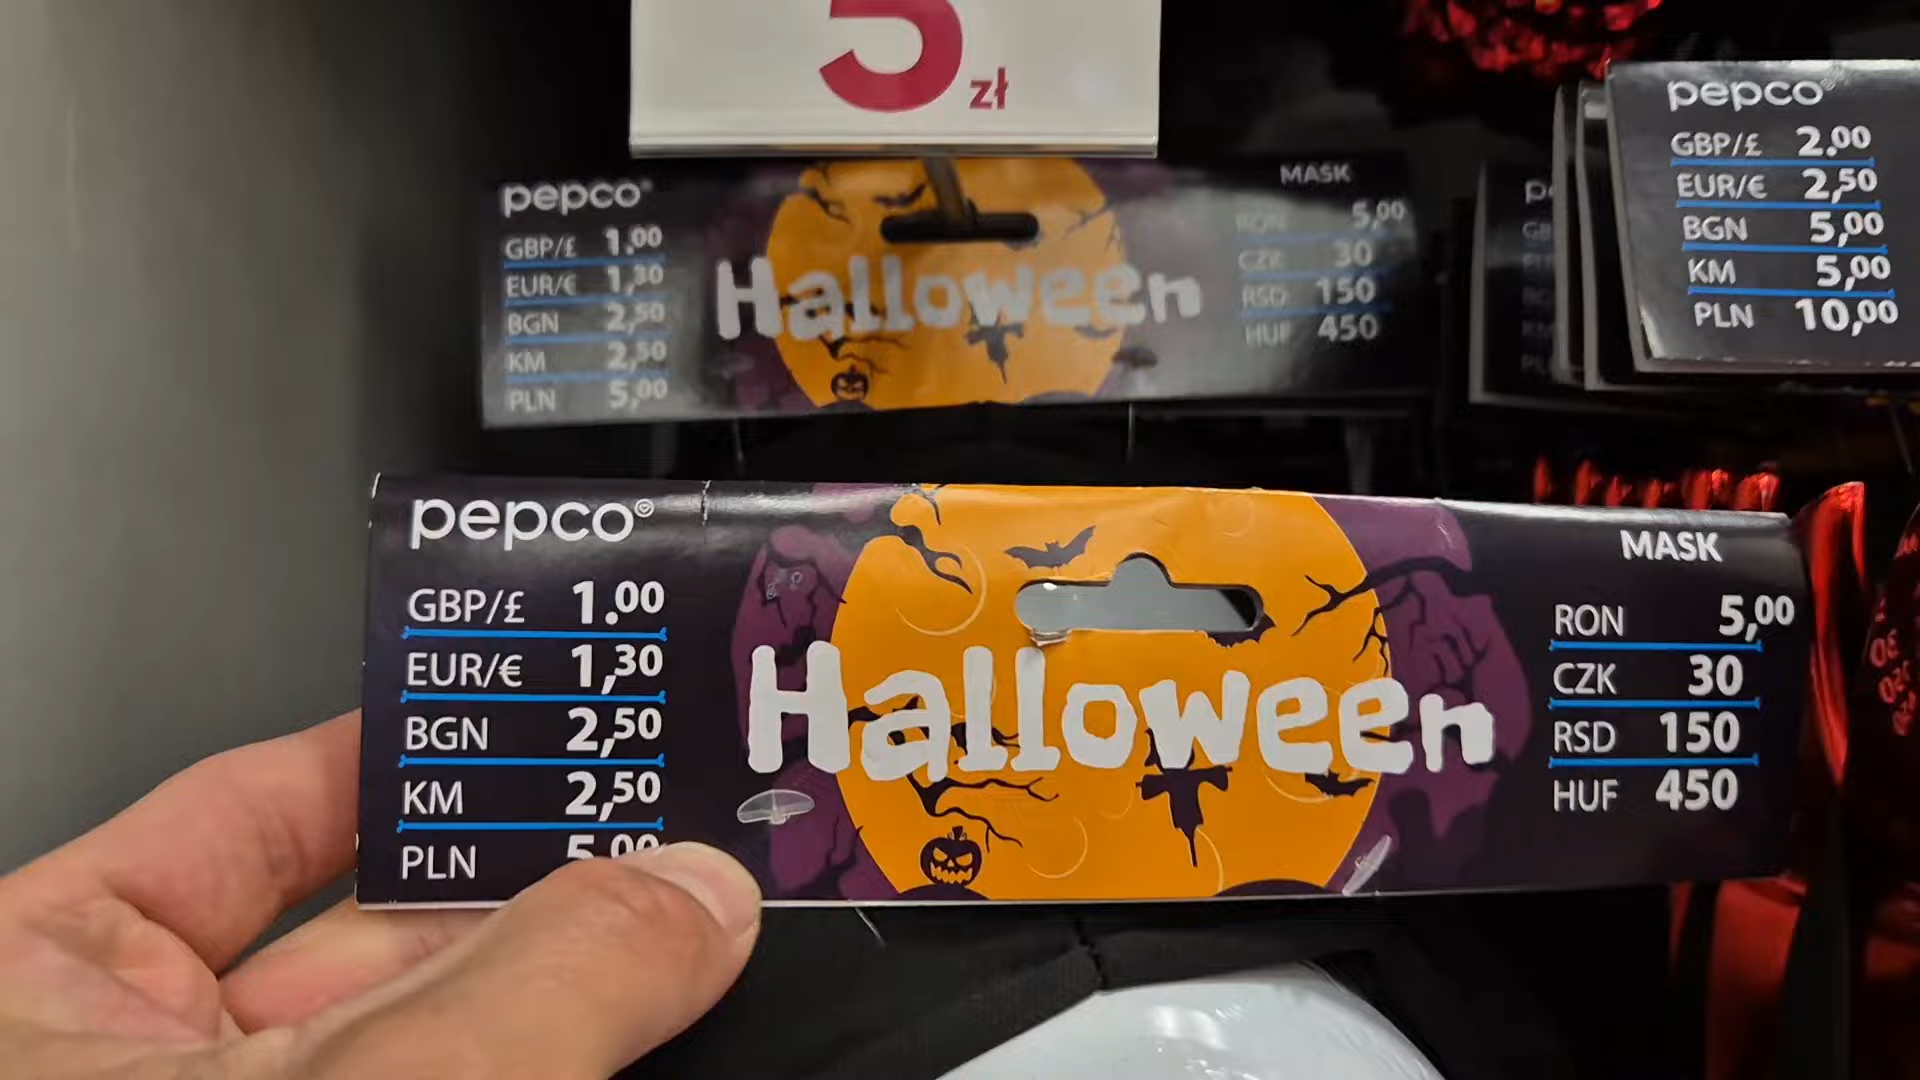 5 zł
pepco
GBP/£ 1.00
EUR/€ 1,30
BGN 2,50
KM 2,50
PLN 5,00
Halloween
MASK
RON 5,00
CZK 30
RSD 150
HUF 450
pepco
GBP/£ 2.00
EUR/€ 2,50
BGN 5,00
KM 5,00
PLN 10,00
pepco
GBP/£ 1.00
EUR/€ 1,30
BGN 2,50
KM 2,50
PLN 5,00
Halloween
MASK
RON 5,00
CZK 30
RSD 150
HUF 450